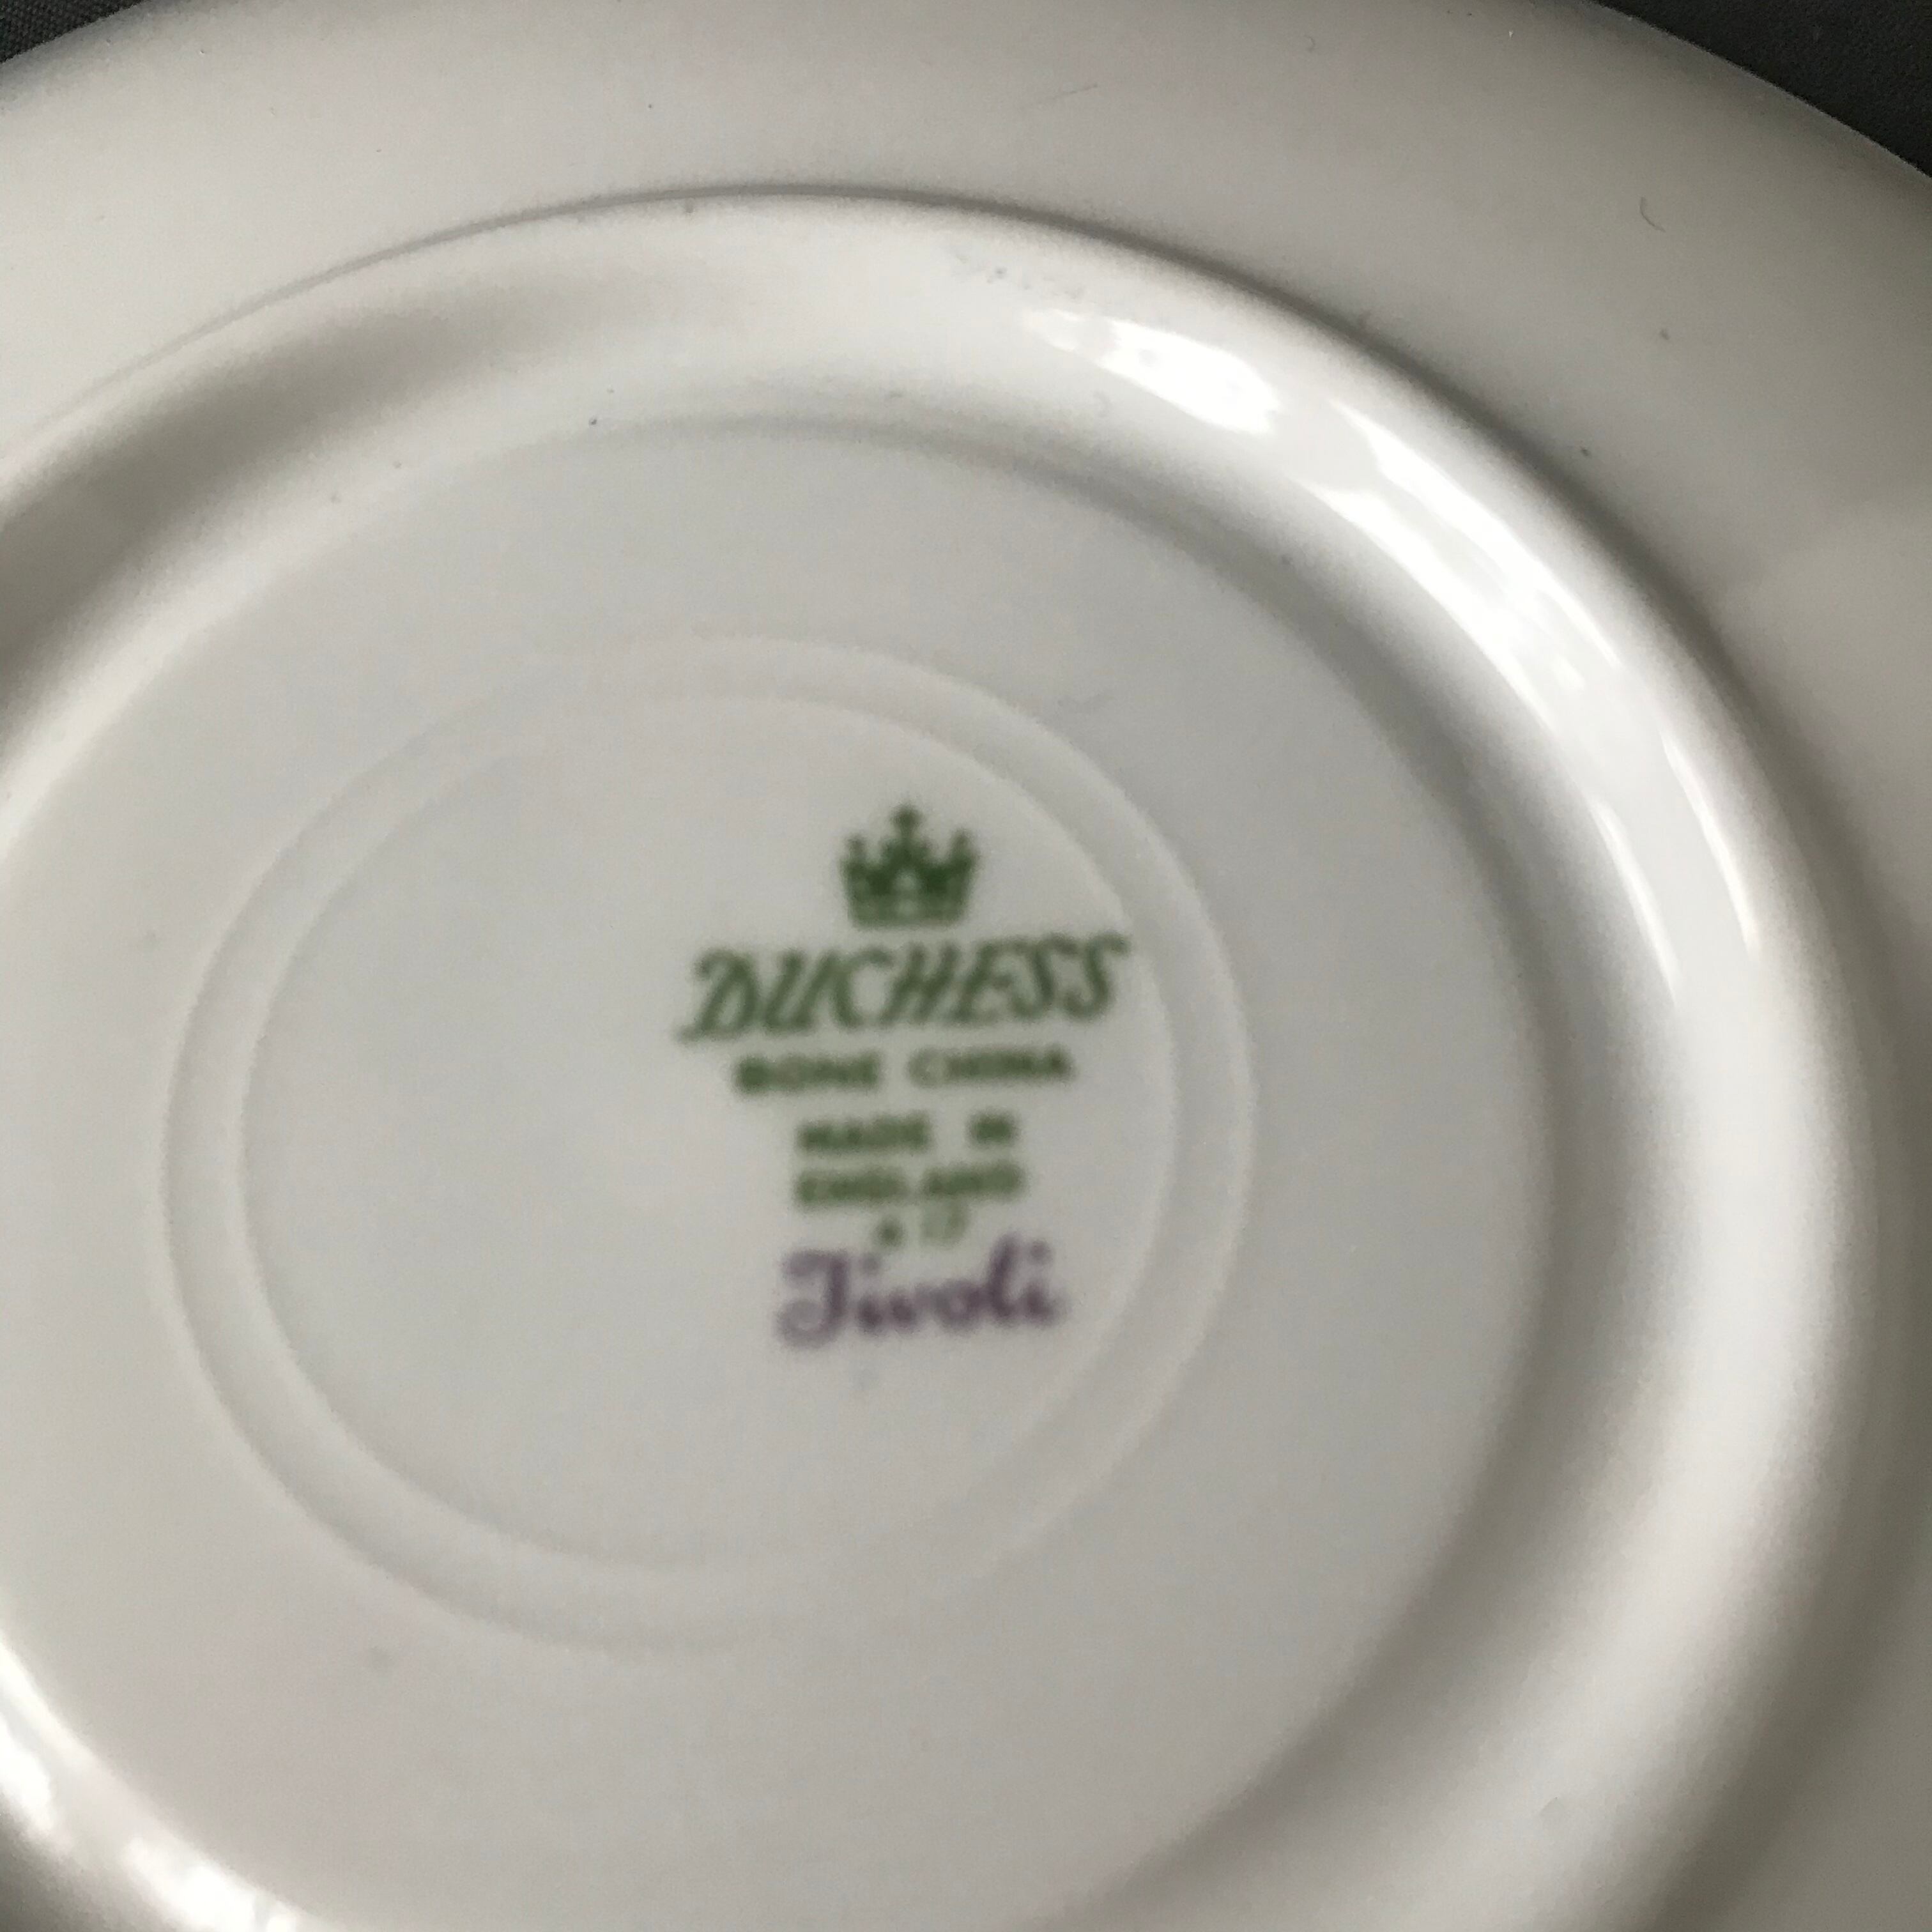 DUCHESS
BONE CHINA
MADE IN
ENGLAND
Tivoli